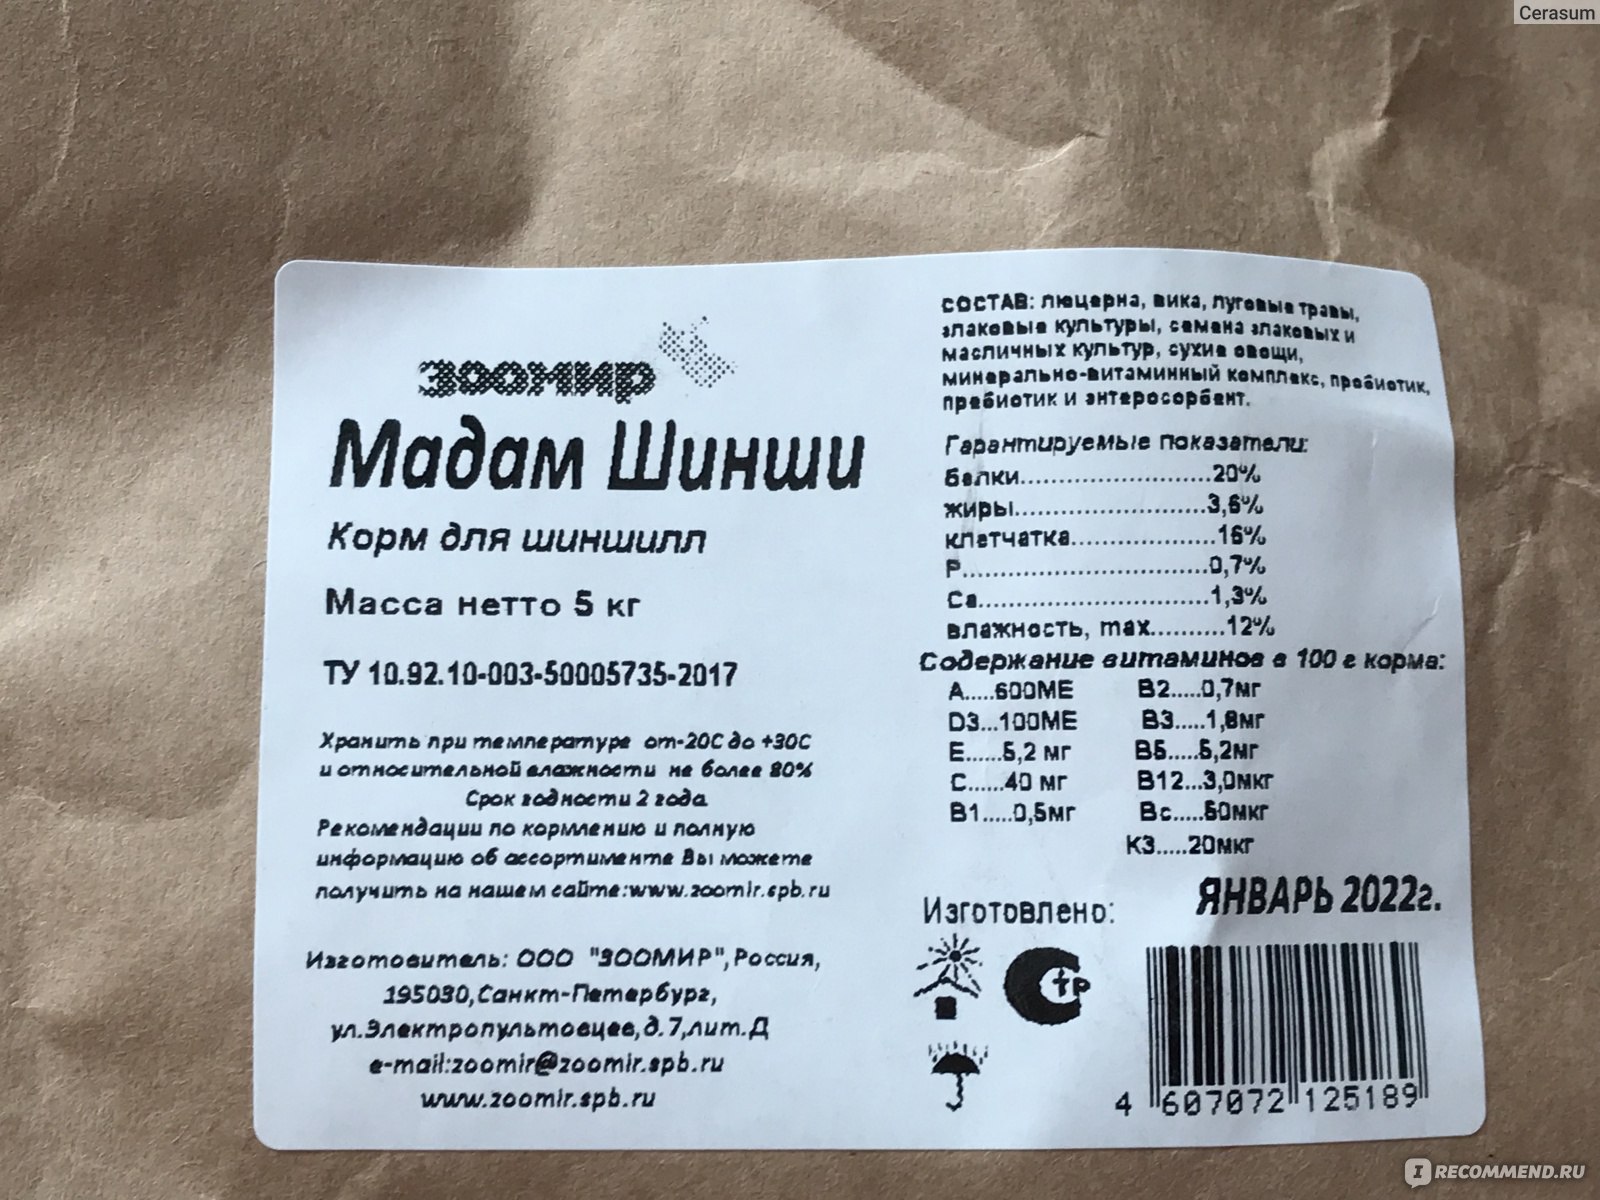 Cerasum
ЗООМИР
Мадам Шинши
Корм для шиншилл
Масса нетто 5 кг
ТУ 10.92.10-003-50005735-2017
Хранить при температуре от-20С до +30С
и относительной влажности не более 80%
Срок годности 2 года
Рекомендации по кормлению и полную
информацию об ассортименте Вы можете
получить на нашем сайте:www.zoomir.spb.ru
Изготовитель: ООО "ЗООМИР",Россия,
195030,Санкт-Петербург,
ул.Электропультовцев,д.7,лит.Д
e-mail:zoomir@zoomir.spb.ru
www.zoomir.spb.ru
СОСТАВ: люцерна, вика, луговые травы,
злаковые культуры, семена злаковых и
масличных культур, сухие овощи,
минерально-витаминный комплекс, пробиотик,
пребиотик и энтеросорбент.
Гарантируемые показатели:
белки..........................20%
жиры..........................3,6%
клетчатка....................16%
P..................................0,7%
Ca................................1,3%
влажность, max..........12%
Содержание витаминов в 100 г корма:
A.....600МЕ B2.....0,7мг
D3...100МЕ B3.....1,8мг
E.....5,2 мг B5.....5,2мг
C......40 мг B12...3,0мкг
B1.....0,5мг Bc.....50мкг
K3.....20мкг
Изготовлено: ЯНВАРЬ 2022г.
тр
4 607072 125189
IRECOMMEND.RU